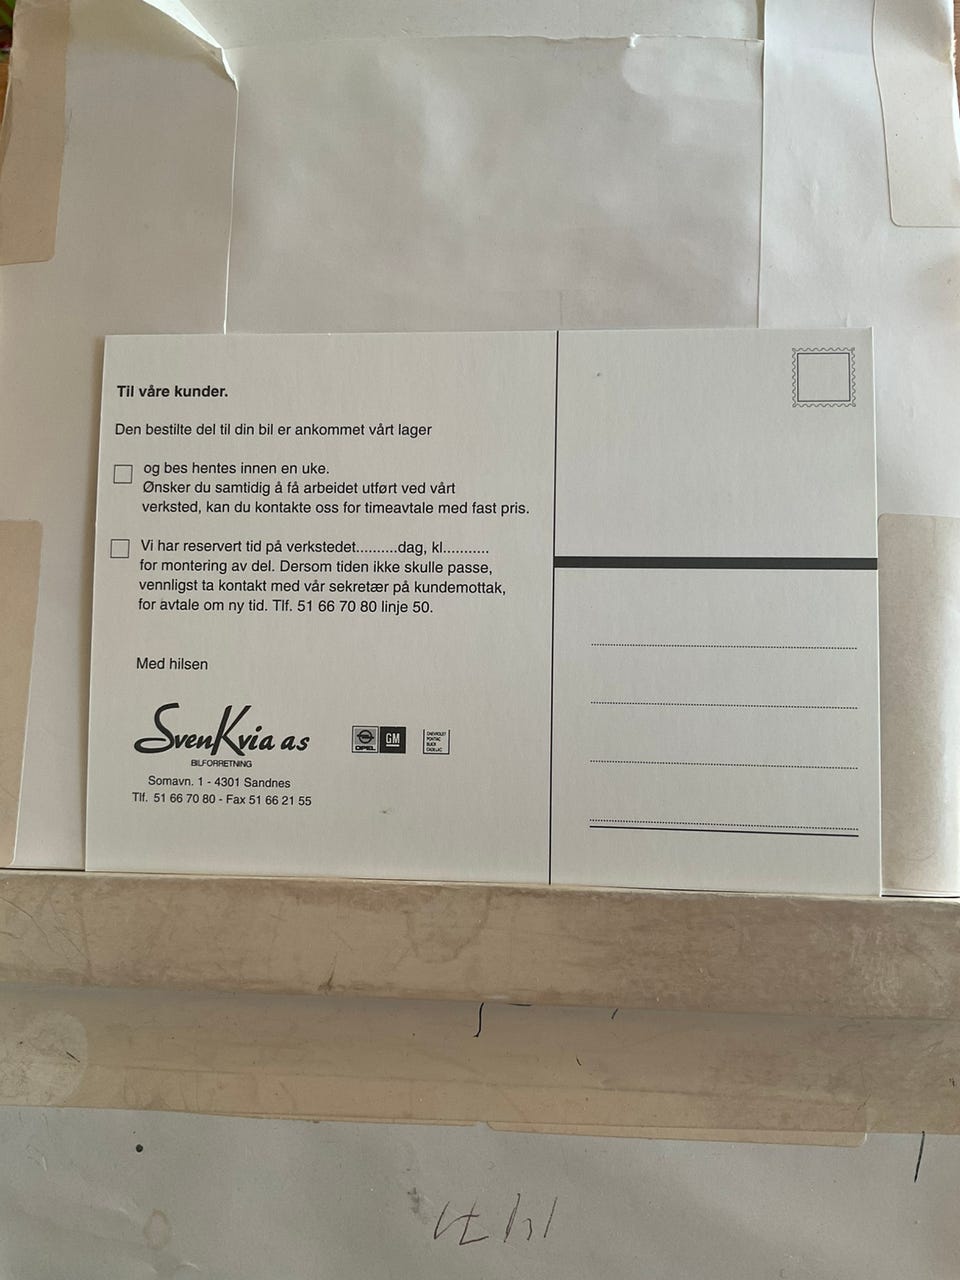 Til våre kunder.
Den bestilte del til din bil er ankommet vårt lager
og bes hentes innen en uke.
Ønsker du samtidig å få arbeidet utført ved vårt
verksted, kan du kontakte oss for timeavtale med fast pris.
Vi har reservert tid på verkstedet..........dag, kl...........
for montering av del. Dersom tiden ikke skulle passe,
vennligst ta kontakt med vår sekretær på kundemottak,
for avtale om ny tid. Tlf. 51 66 70 80 linje 50.
Med hilsen
SvenKvia as
BILFORRETNING
OPEL
GM
CHEVROLET
PONTIAC
BUICK
CADILLAC
Somavn. 1 - 4301 Sandnes
Tlf. 51 66 70 80 - Fax 51 66 21 55